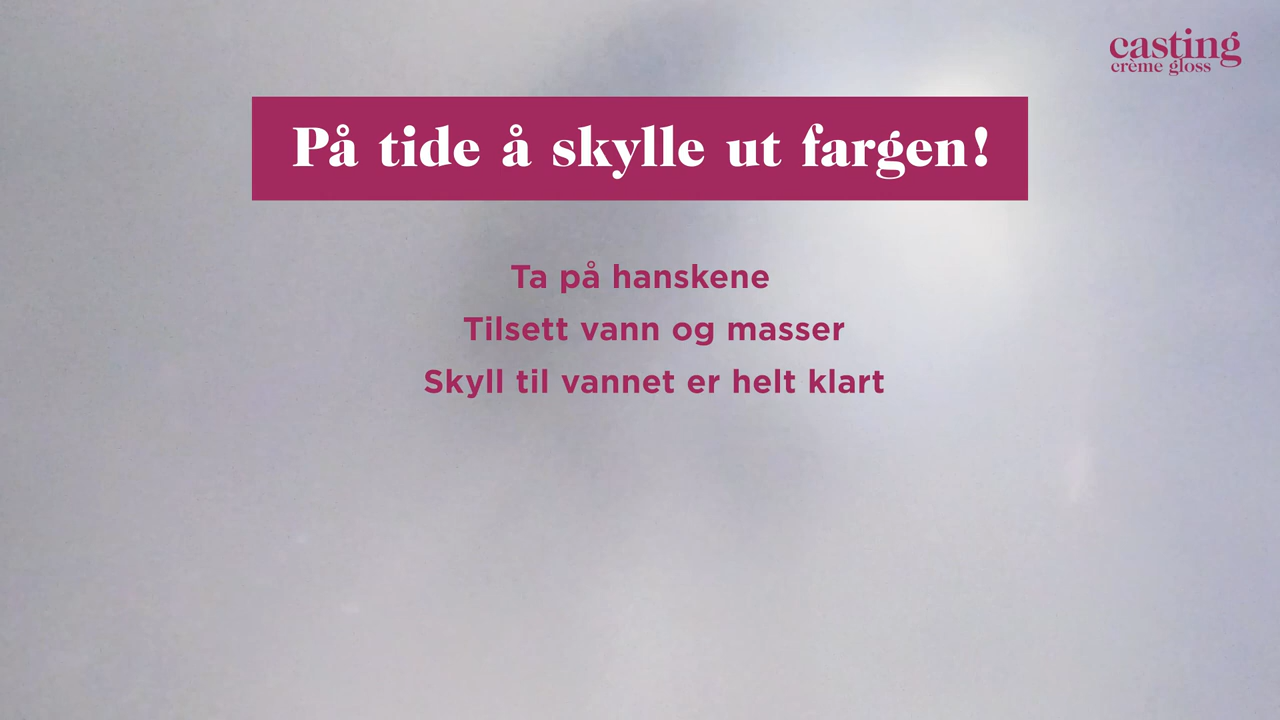 casting
crème gloss
På tide å skylle ut fargen!
Ta på hanskene
Tilsett vann og masser
Skyll til vannet er helt klart